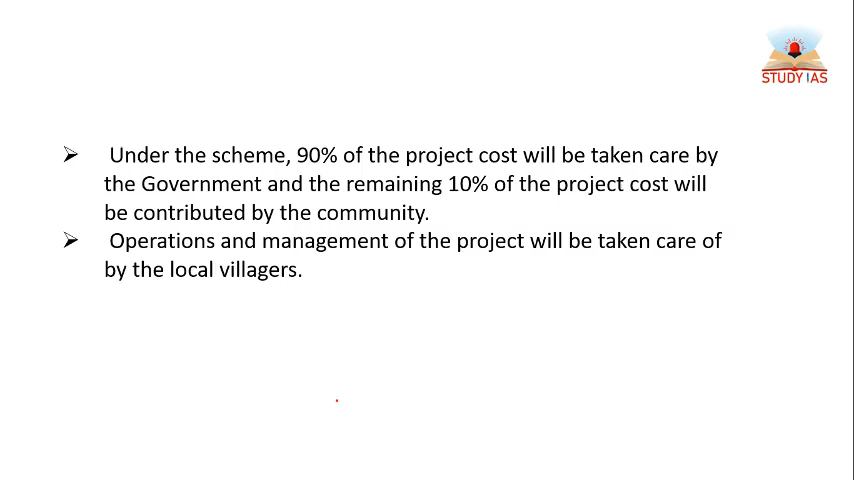 STUDY IAS
➢ Under the scheme, 90% of the project cost will be taken care by
the Government and the remaining 10% of the project cost will
be contributed by the community.
➢ Operations and management of the project will be taken care of
by the local villagers.